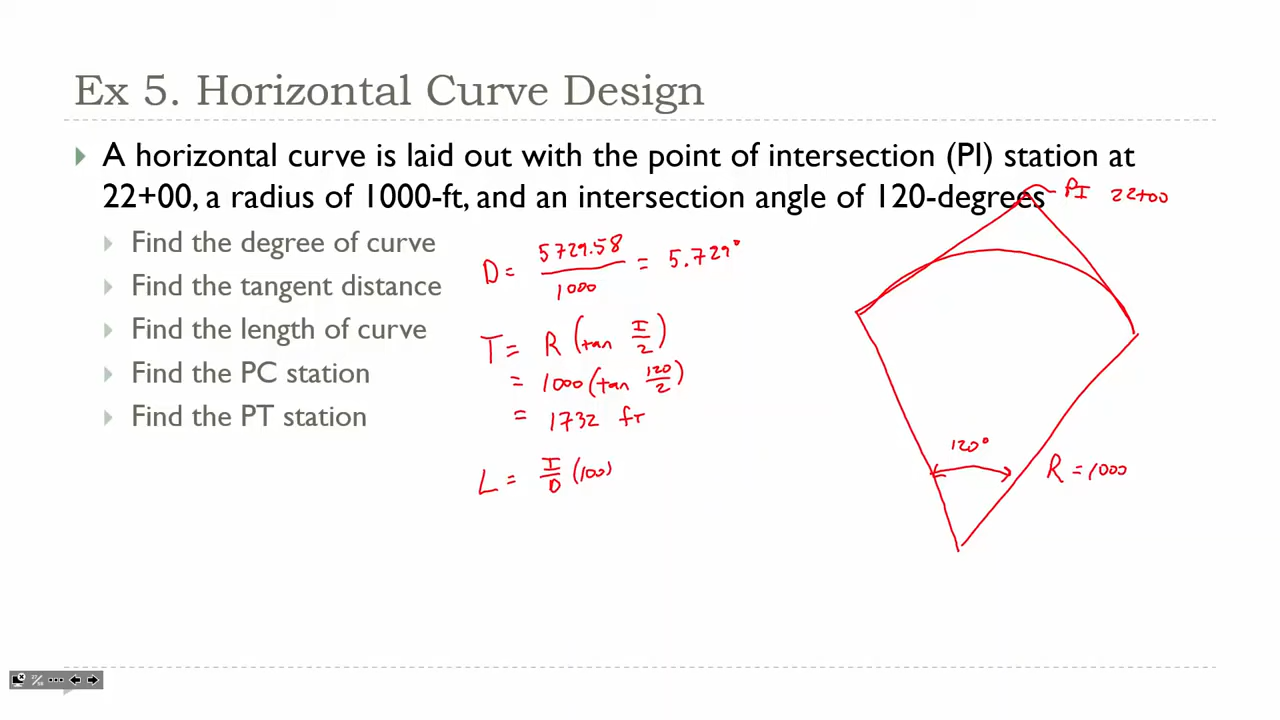 Ex 5. Horizontal Curve Design
A horizontal curve is laid out with the point of intersection (PI) station at
22+00, a radius of 1000-ft, and an intersection angle of 120-degrees
PI 22+00
Find the degree of curve
D = 5729.58 / 1000 = 5.729°
Find the tangent distance
Find the length of curve
T = R (tan I/2)
Find the PC station
= 1000 (tan 120/2)
Find the PT station
= 1732 ft
L = I/D (100)
120°
R = 1000